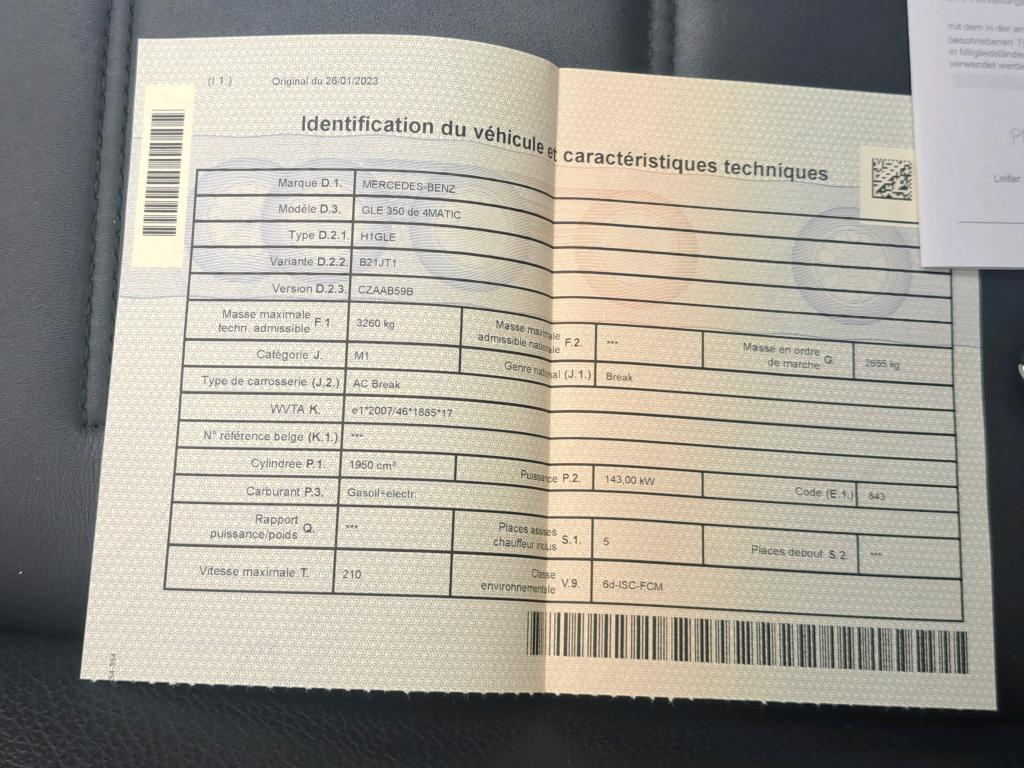 (I.1.) Original du 26/01/2023
Identification du véhicule et caractéristiques techniques
Marque D.1. MERCEDES-BENZ
Modèle D.3. GLE 350 de 4MATIC
Type D.2.1. H1GLE
Variante D.2.2. B21JT1
Version D.2.3. CZAAB59B
Masse maximale
techn. admissible F.1. 3260 kg
Masse maximale
admissible nationale F.2. ***
Masse en ordre
de marche G. 2655 kg
Catégorie J. M1
Genre national (J.1.) Break
Type de carrosserie (J.2.) AC Break
WVTA K. e1*2007/46*1885*17
N° référence belge (K.1.) ***
Cylindrée P.1. 1950 cm³
Puissance P.2. 143,00 kW
Code (E.1.) 843
Carburant P.3. Gasoil+electr.
Rapport
puissance/poids Q. ***
Places assises
chauffeur inclus S.1. 5
Places debout S.2. ***
Vitesse maximale T. 210
Classe
environnementale V.9. 6d-ISC-FCM
mit dem in der
beschriebenen
in Mitgliedslände
verwendet werde
Leiter